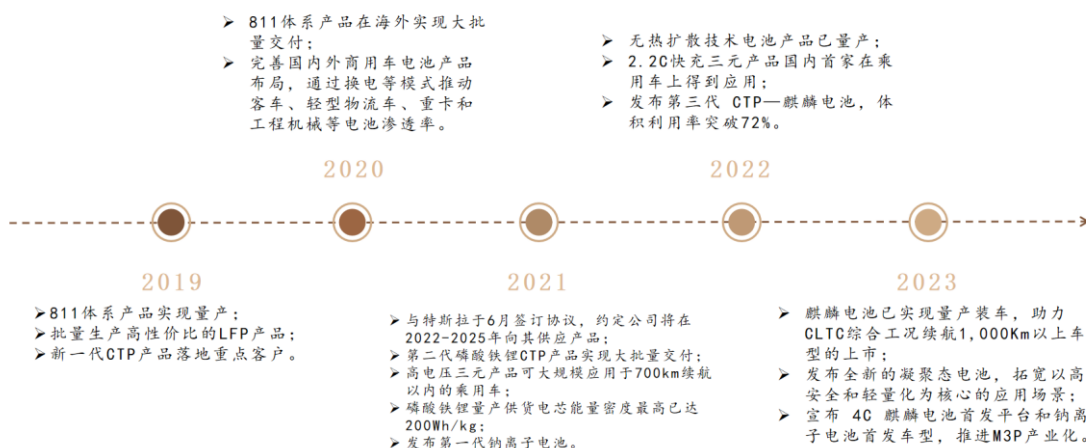 ➢ 811体系产品在海外实现大批
量交付；
➢ 完善国内外商用车电池产品
布局，通过换电等模式推动
客车、轻型物流车、重卡和
工程机械等电池渗透率。
2020
➢ 无热扩散技术电池产品已量产；
➢ 2.2C快充三元产品国内首家在乘
用车上得到应用；
➢ 发布第三代 CTP—麒麟电池，体
积利用率突破72%。
2022
2019
➢811体系产品实现量产；
➢批量生产高性价比的LFP产品；
➢新一代CTP产品落地重点客户。
2021
➢与特斯拉于6月签订协议，约定公司将在
2022-2025年向其供应产品；
➢第二代磷酸铁锂CTP产品实现大批量交付；
➢高电压三元产品可大规模应用于700km续航
以内的乘用车；
➢磷酸铁锂量产供货电芯能量密度最高已达
200Wh/kg；
➢发布第一代钠离子电池。
2023
➢ 麒麟电池已实现量产装车，助力
CLTC综合工况续航1,000Km以上车
型的上市；
➢ 发布全新的凝聚态电池，拓宽以高
安全和轻量化为核心的应用场景；
➢ 宣布 4C 麒麟电池首发平台和钠离
子电池首发车型，推进M3P产业化。